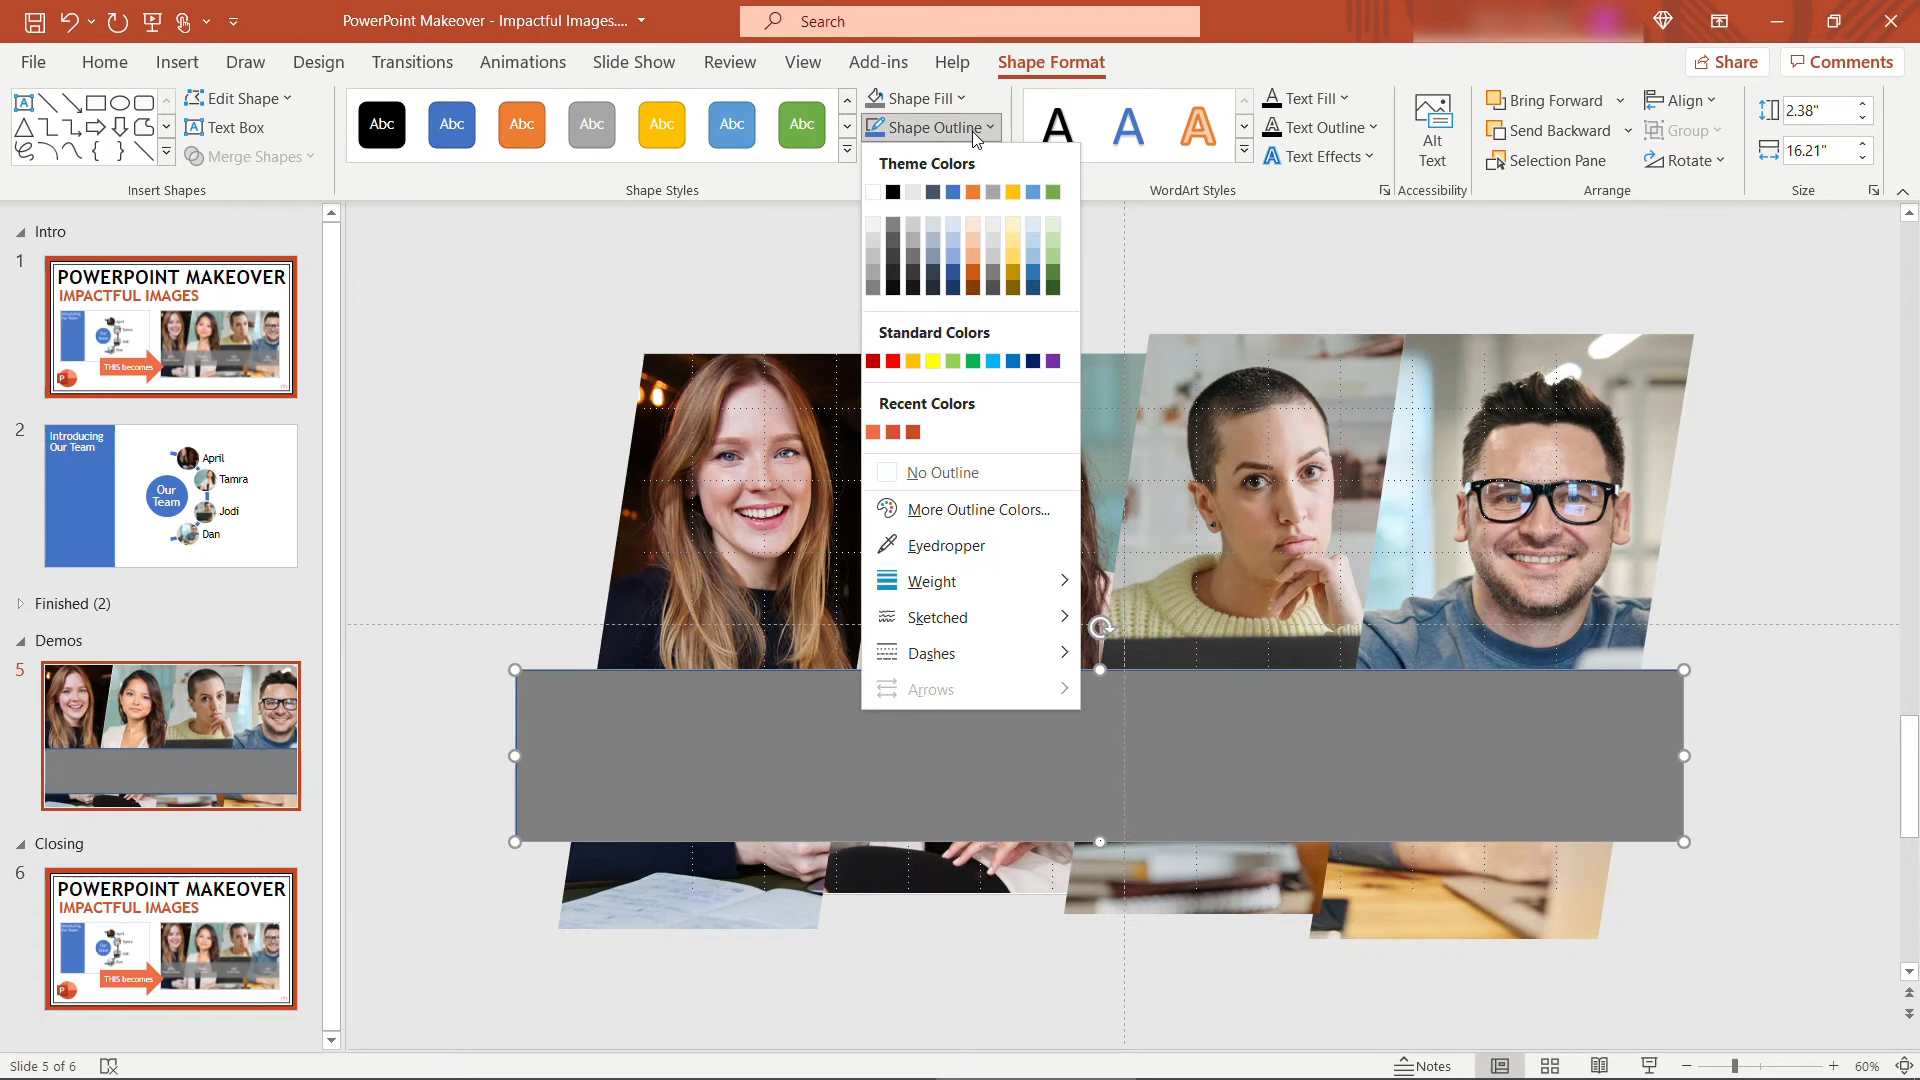 PowerPoint Makeover - Impactful Images....
Search
File
Home
Insert
Draw
Design
Transitions
Animations
Slide Show
Review
View
Add-ins
Help
Shape Format
Share
Comments
Edit Shape
Text Box
Merge Shapes
Insert Shapes
Abc
Abc
Abc
Abc
Abc
Abc
Abc
Shape Styles
Shape Fill
Shape Outline
A
A
A
Text Fill
Text Outline
Text Effects
WordArt Styles
Alt
Text
Accessibility
Bring Forward
Send Backward
Selection Pane
Align
Group
Rotate
Arrange
2.38"
16.21"
Size
Theme Colors
Standard Colors
Recent Colors
No Outline
More Outline Colors...
Eyedropper
Weight
Sketched
Dashes
Arrows
Intro
1
POWERPOINT MAKEOVER
IMPACTFUL IMAGES
THIS becomes
2
Introducing
Our Team
Our
Team
April
Tamra
Jodi
Dan
Finished (2)
Demos
5
Closing
6
POWERPOINT MAKEOVER
IMPACTFUL IMAGES
THIS becomes
Slide 5 of 6
Notes
60%